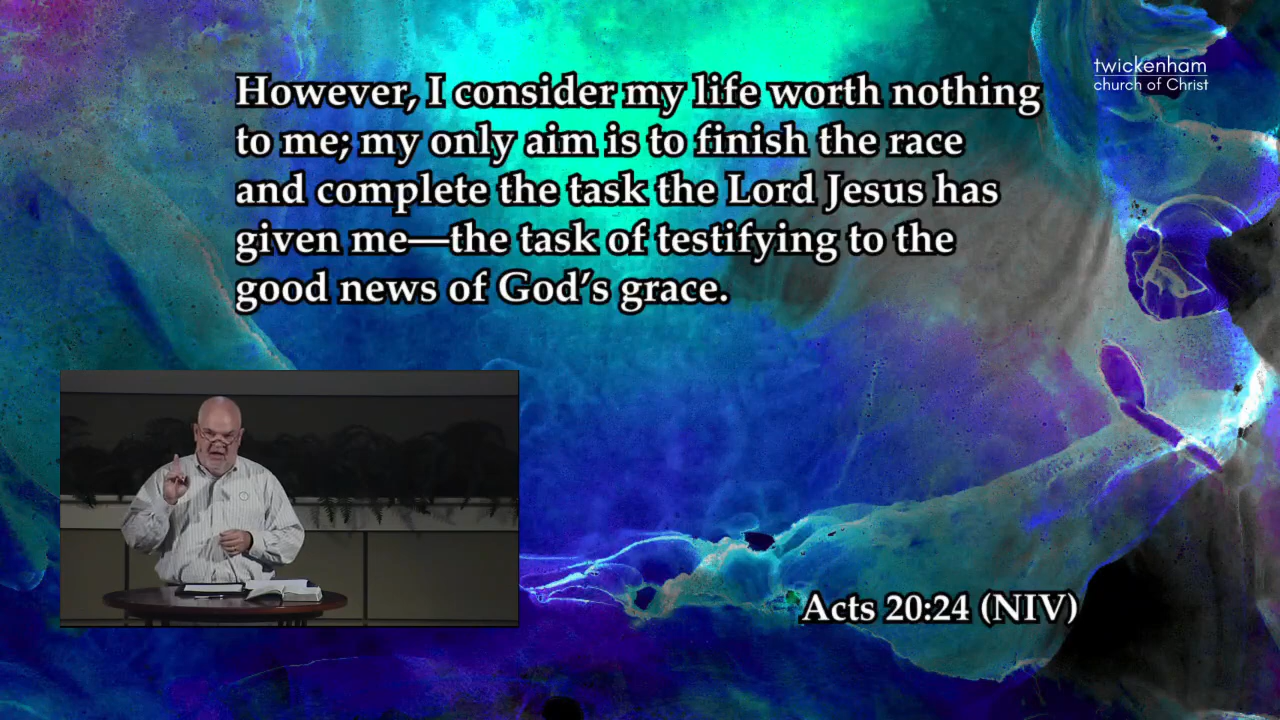 However, I consider my life worth nothing
to me; my only aim is to finish the race
and complete the task the Lord Jesus has
given me—the task of testifying to the
good news of God's grace.
twickenham
church of Christ
Acts 20:24 (NIV)